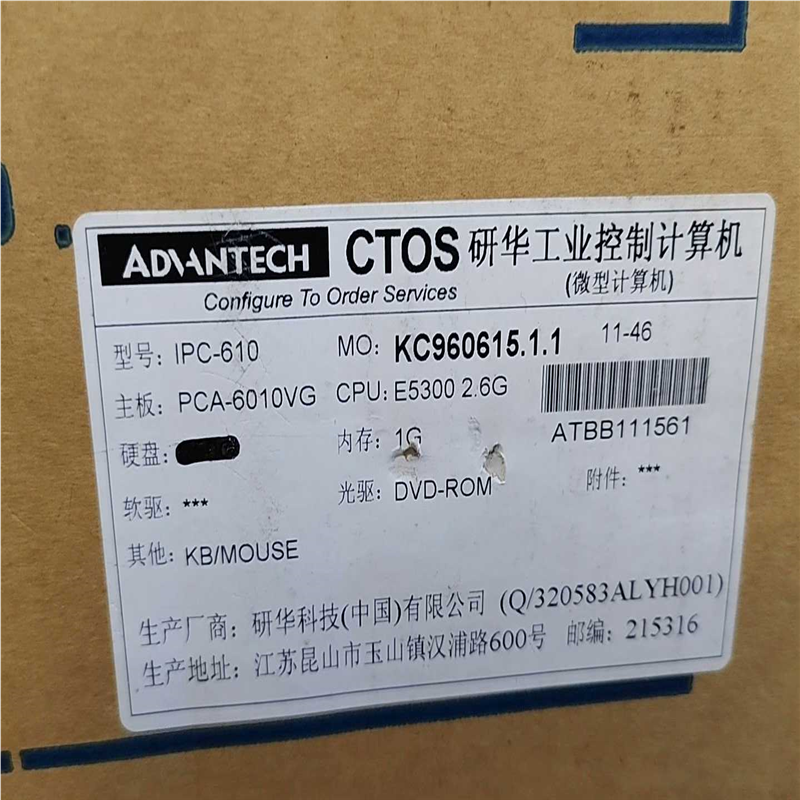 ADVANTECH CTOS 研华工业控制计算机
Configure To Order Services (微型计算机)
型号: IPC-610 MO: KC960615.1.1 11-46
主板: PCA-6010VG CPU: E5300 2.6G
硬盘: 内存: 1G ATBB111561
软驱: *** 光驱: DVD-ROM 附件: ***
其他: KB/MOUSE
生产厂商: 研华科技(中国)有限公司 (Q/320583ALYH001)
生产地址: 江苏昆山市玉山镇汉浦路600号 邮编: 215316